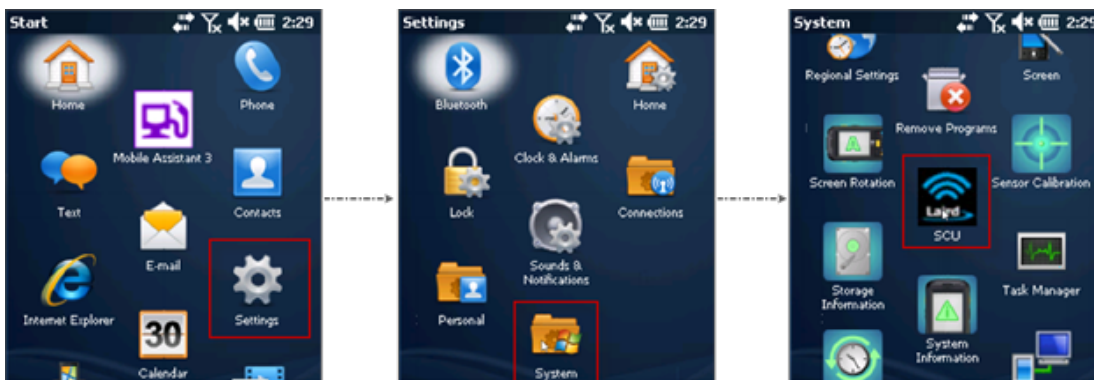 Start 2:29
Home
Phone
Mobile Assistant 3
Text
Contacts
E-mail
Internet Explorer
Settings
30
Calendar
Settings 2:29
Bluetooth
Home
Clock & Alarms
Lock
Connections
Sounds &
Notifications
Personal
System
System 2:29
Regional Settings
Screen
Remove Programs
A
Screen Rotation
Sensor Calibration
Laird
SCU
Storage
Information
Task Manager
System
Information